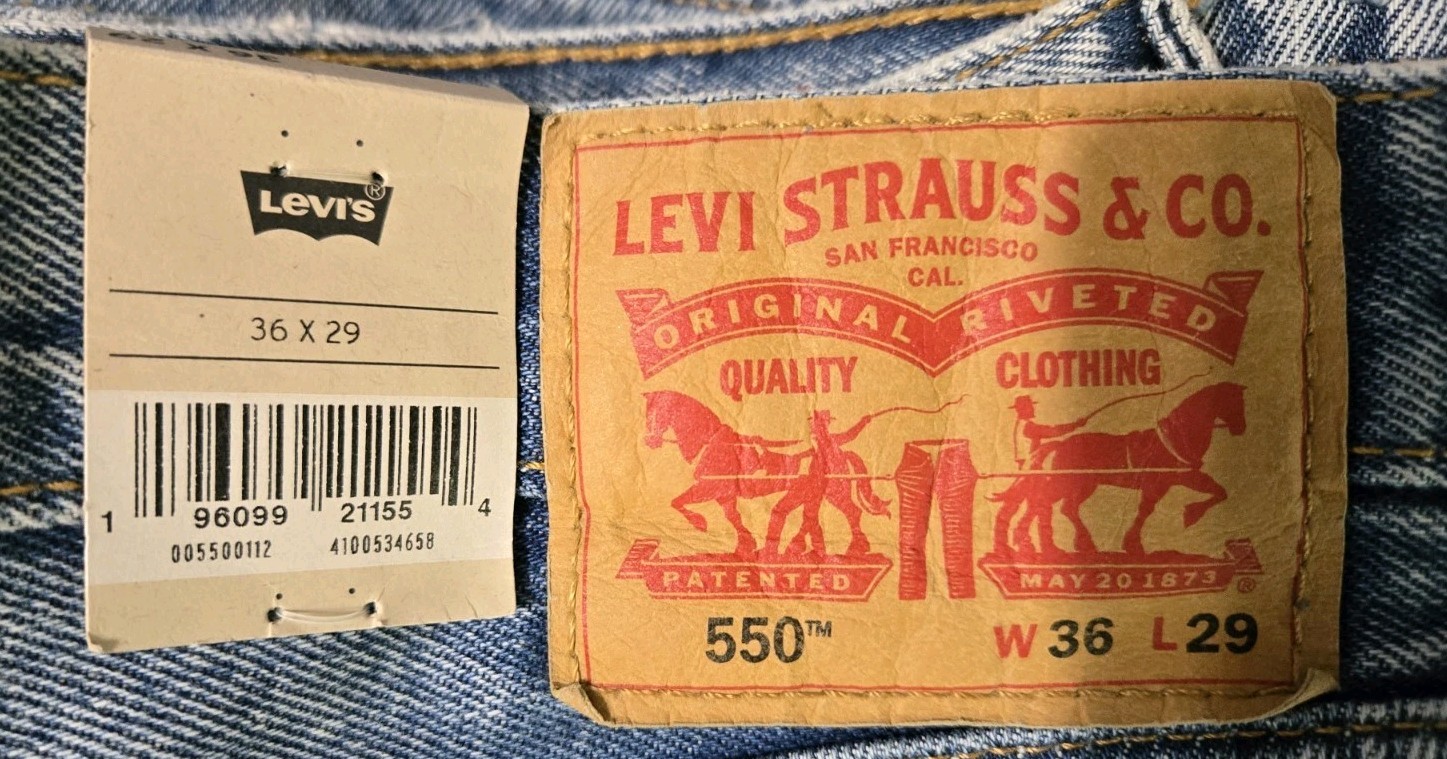 Levi's®
36 X 29
1 96099 21155 4
005500112 4100534658
LEVI STRAUSS & CO.
SAN FRANCISCO
CAL.
ORIGINAL RIVETED
QUALITY CLOTHING
PATENTED MAY 20 1873 ®
550™ W 36 L 29